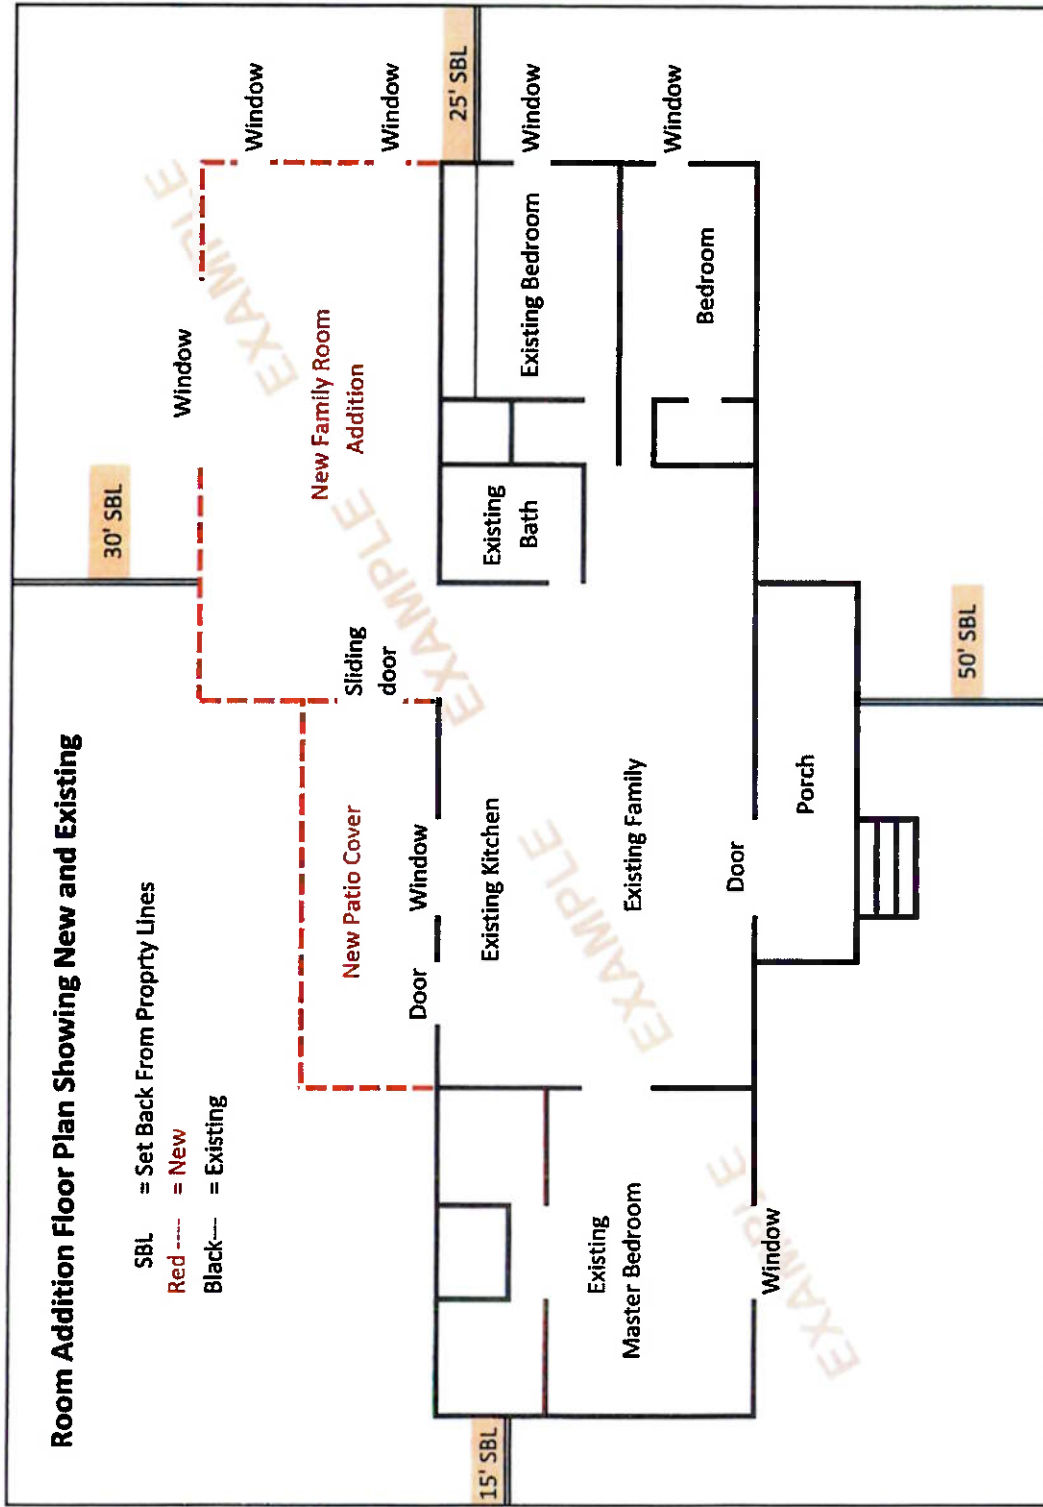 Room Addition Floor Plan Showing New and Existing
SBL = Set Back From Proprty Lines
Red ---- = New
Black---- = Existing
30' SBL
Window
Window
Window
New Family Room
Addition
Sliding
door
New Patio Cover
25' SBL
Door
Window
15' SBL
Existing Kitchen
Existing
Bath
Existing Bedroom
Window
Existing
Master Bedroom
Existing Family
Bedroom
Window
Window
Door
Porch
50' SBL
EXAMPLE
EXAMPLE
EXAMPLE
EXAMPLE